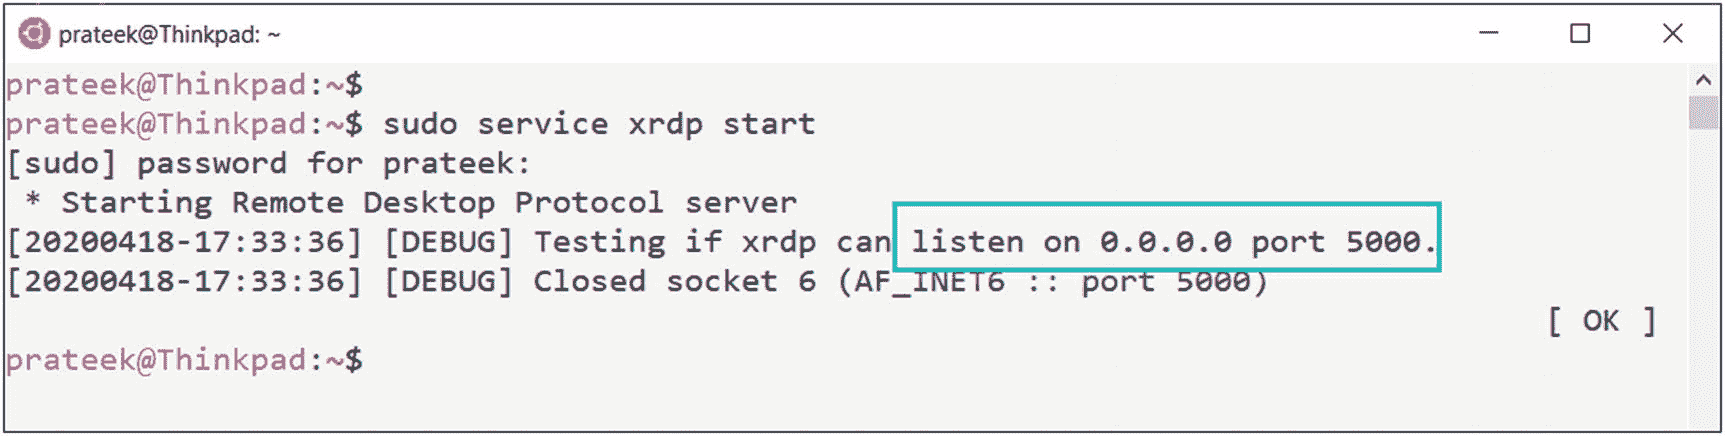 prateek@Thinkpad: ~
prateek@Thinkpad:~$
prateek@Thinkpad:~$ sudo service xrdp start
[sudo] password for prateek:
 * Starting Remote Desktop Protocol server
[20200418-17:33:36] [DEBUG] Testing if xrdp can listen on 0.0.0.0 port 5000.
[20200418-17:33:36] [DEBUG] Closed socket 6 (AF_INET6 :: port 5000)
[ OK ]
prateek@Thinkpad:~$